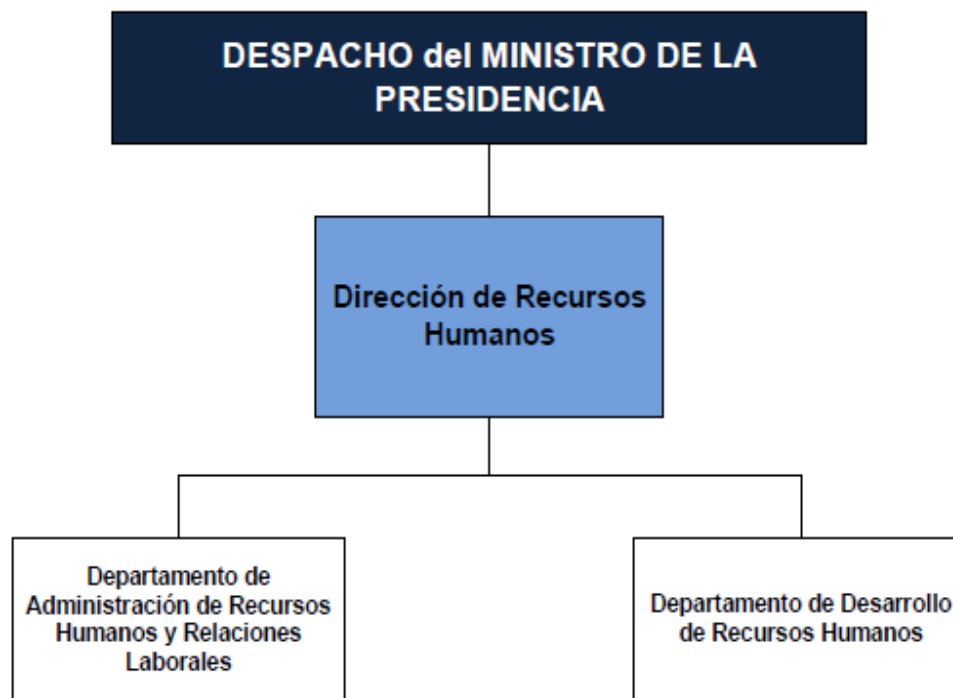 DESPACHO del MINISTRO DE LA
PRESIDENCIA
Dirección de Recursos
Humanos
Departamento de
Administración de Recursos
Humanos y Relaciones
Laborales
Departamento de Desarrollo
de Recursos Humanos